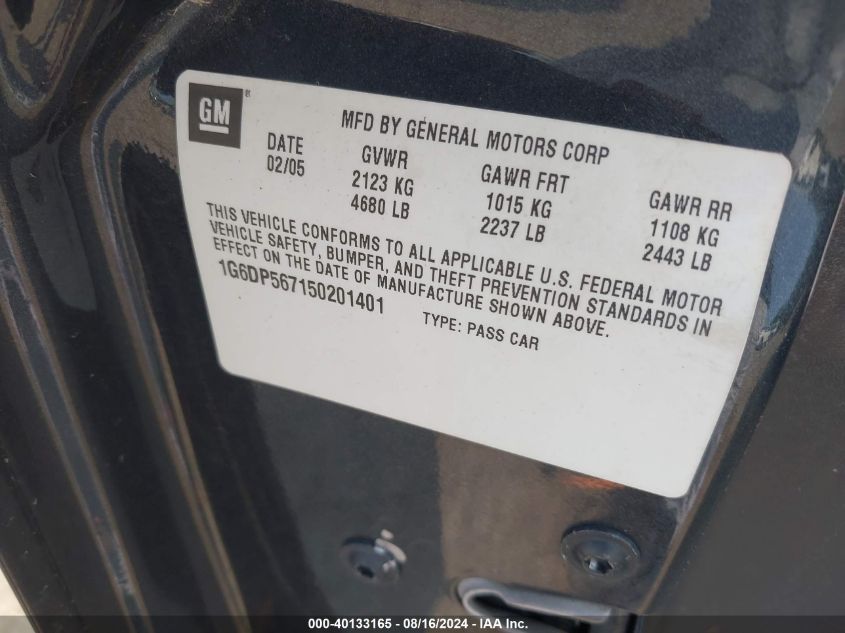 GM
MFD BY GENERAL MOTORS CORP
DATE GVWR GAWR FRT GAWR RR
02/05 2123 KG 1015 KG 1108 KG
4680 LB 2237 LB 2443 LB
THIS VEHICLE CONFORMS TO ALL APPLICABLE U.S. FEDERAL MOTOR
VEHICLE SAFETY, BUMPER, AND THEFT PREVENTION STANDARDS IN
EFFECT ON THE DATE OF MANUFACTURE SHOWN ABOVE.
1G6DP567150201401 TYPE: PASS CAR
000-40133165 - 08/16/2024 - IAA Inc.